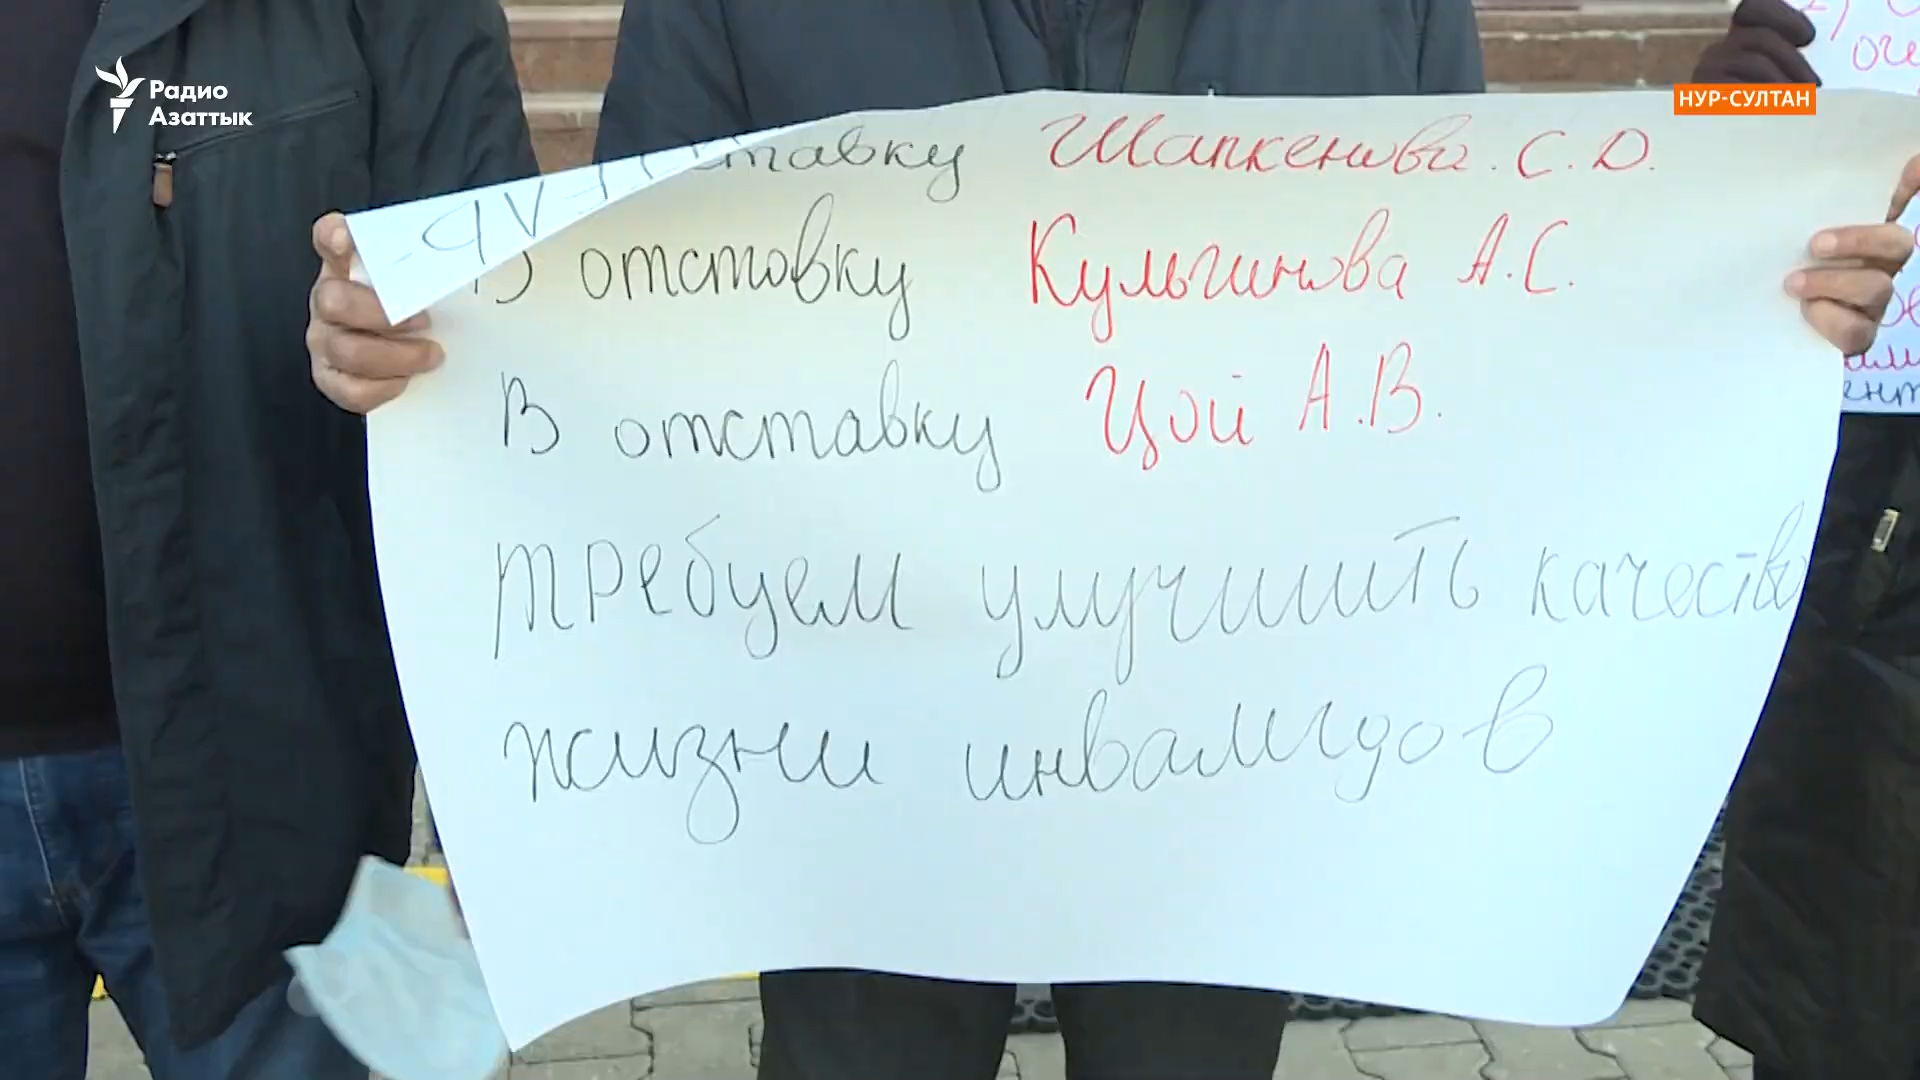 Радио
Азаттык
НУР-СУЛТАН
отставку Шапкенова. С. Д.
В отставку Кульгинова А.С.
В отставку Цой А.В.
требуем улучшить качество
жизни инвалидов